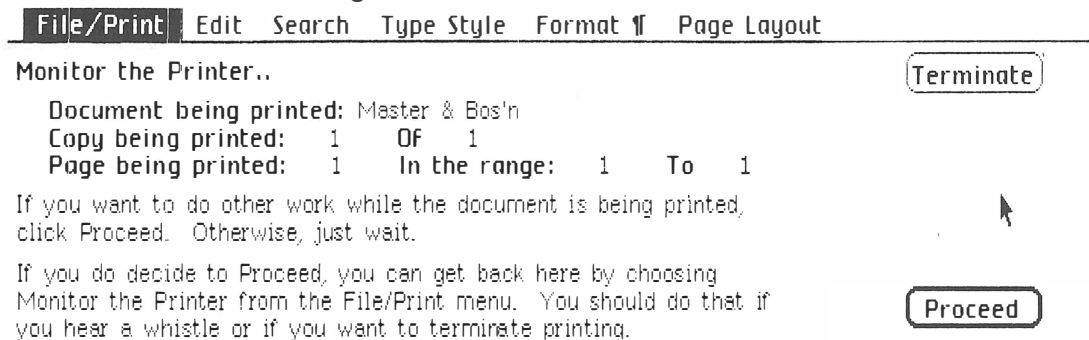 File/Print Edit Search Type Style Format ¶ Page Layout
Monitor the Printer..
Terminate
Document being printed: Master & Bos'n
Copy being printed: 1 Of 1
Page being printed: 1 In the range: 1 To 1
If you want to do other work while the document is being printed,
click Proceed. Otherwise, just wait.
If you do decide to Proceed, you can get back here by choosing
Monitor the Printer from the File/Print menu. You should do that if
you hear a whistle or if you want to terminate printing.
Proceed